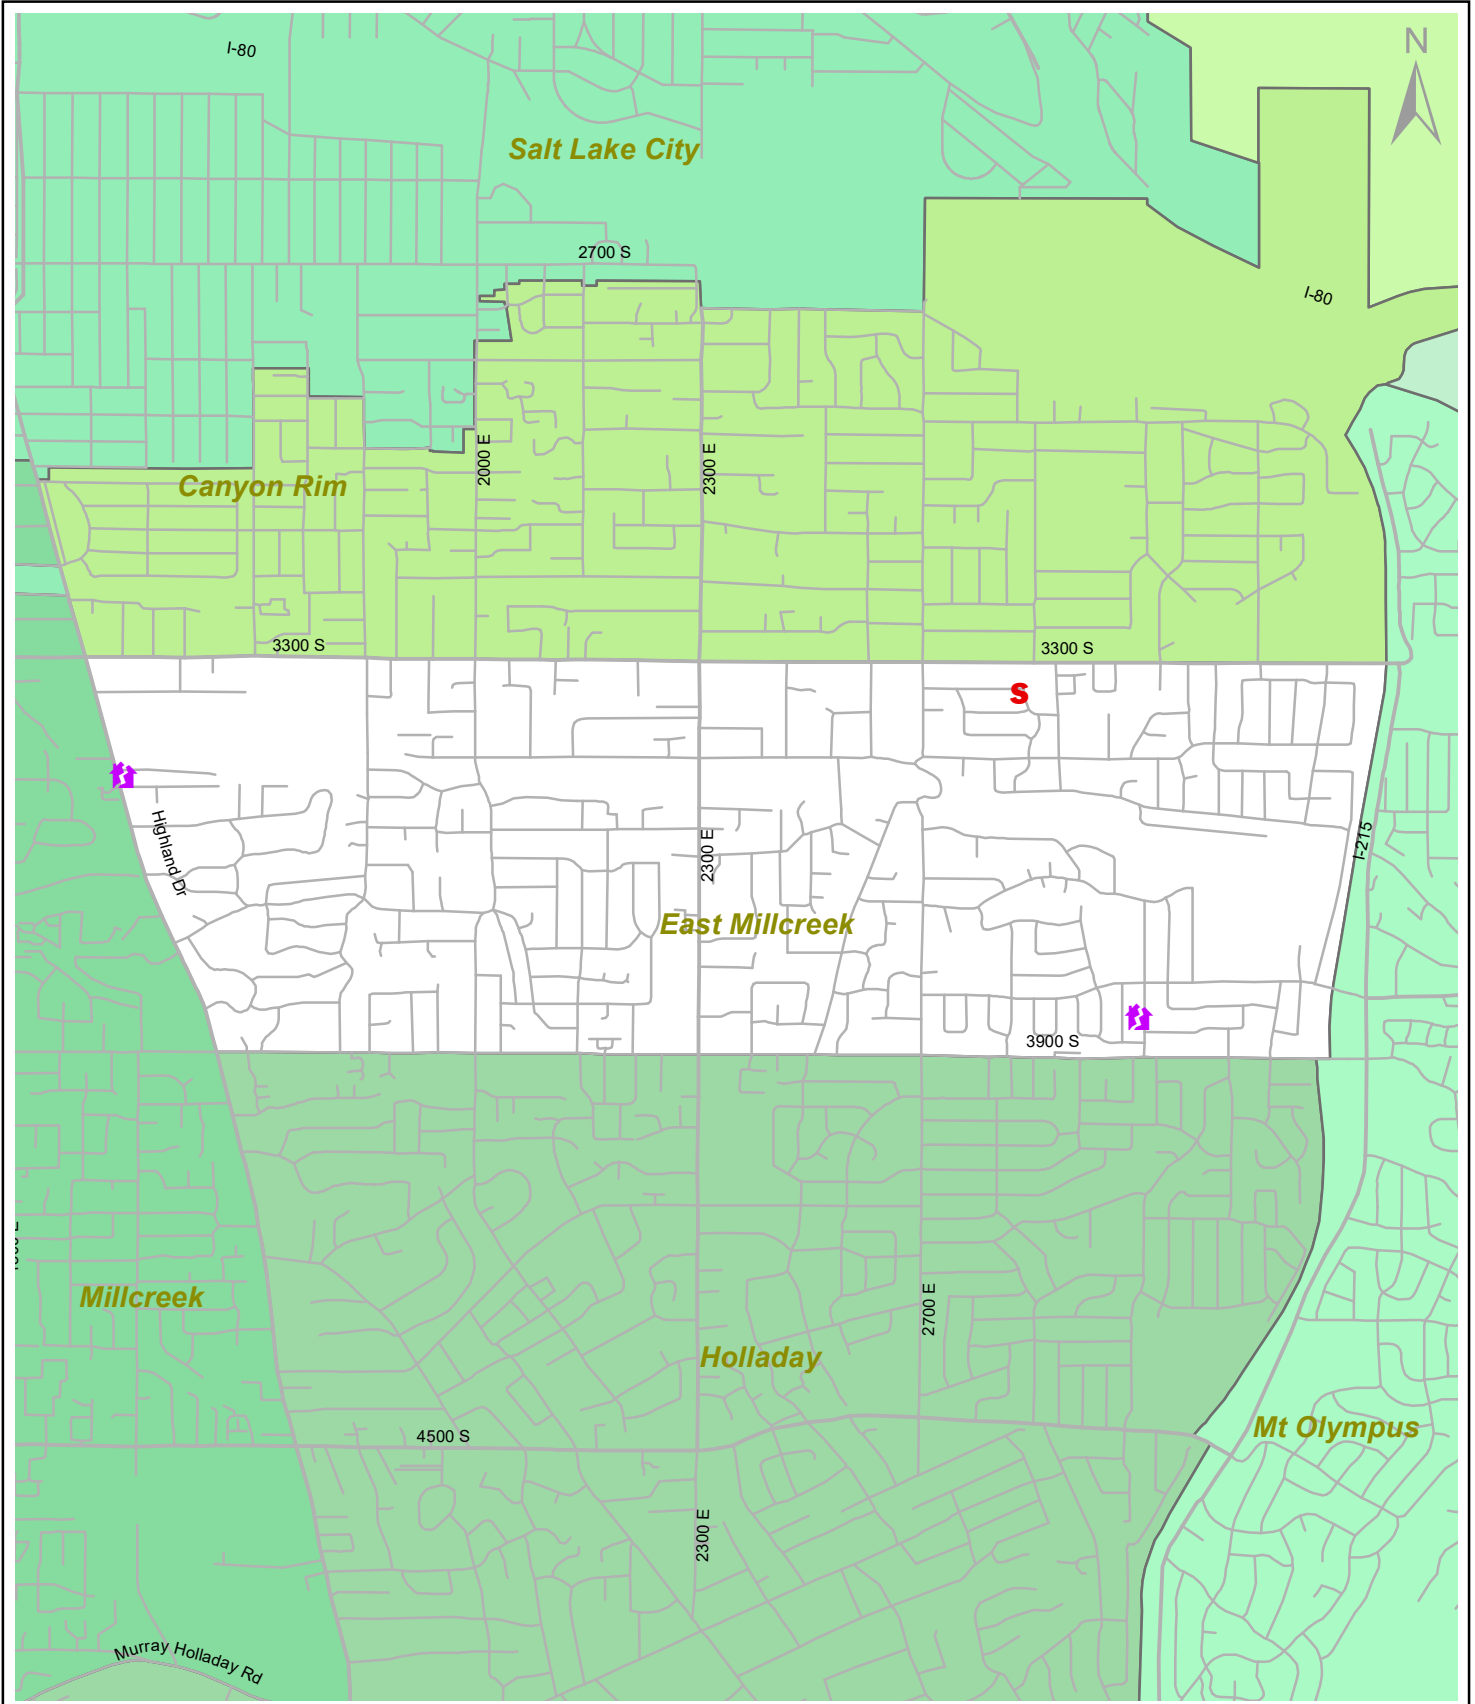 I-80
N
Salt Lake City
2700 S
I-80
2000 E
2300 E
Canyon Rim
3300 S
3300 S
S
Highland Dr
2300 E
I-215
East Millcreek
3900 S
Millcreek
2700 E
Holladay
4500 S
Mt Olympus
2300 E
Murray Holladay Rd